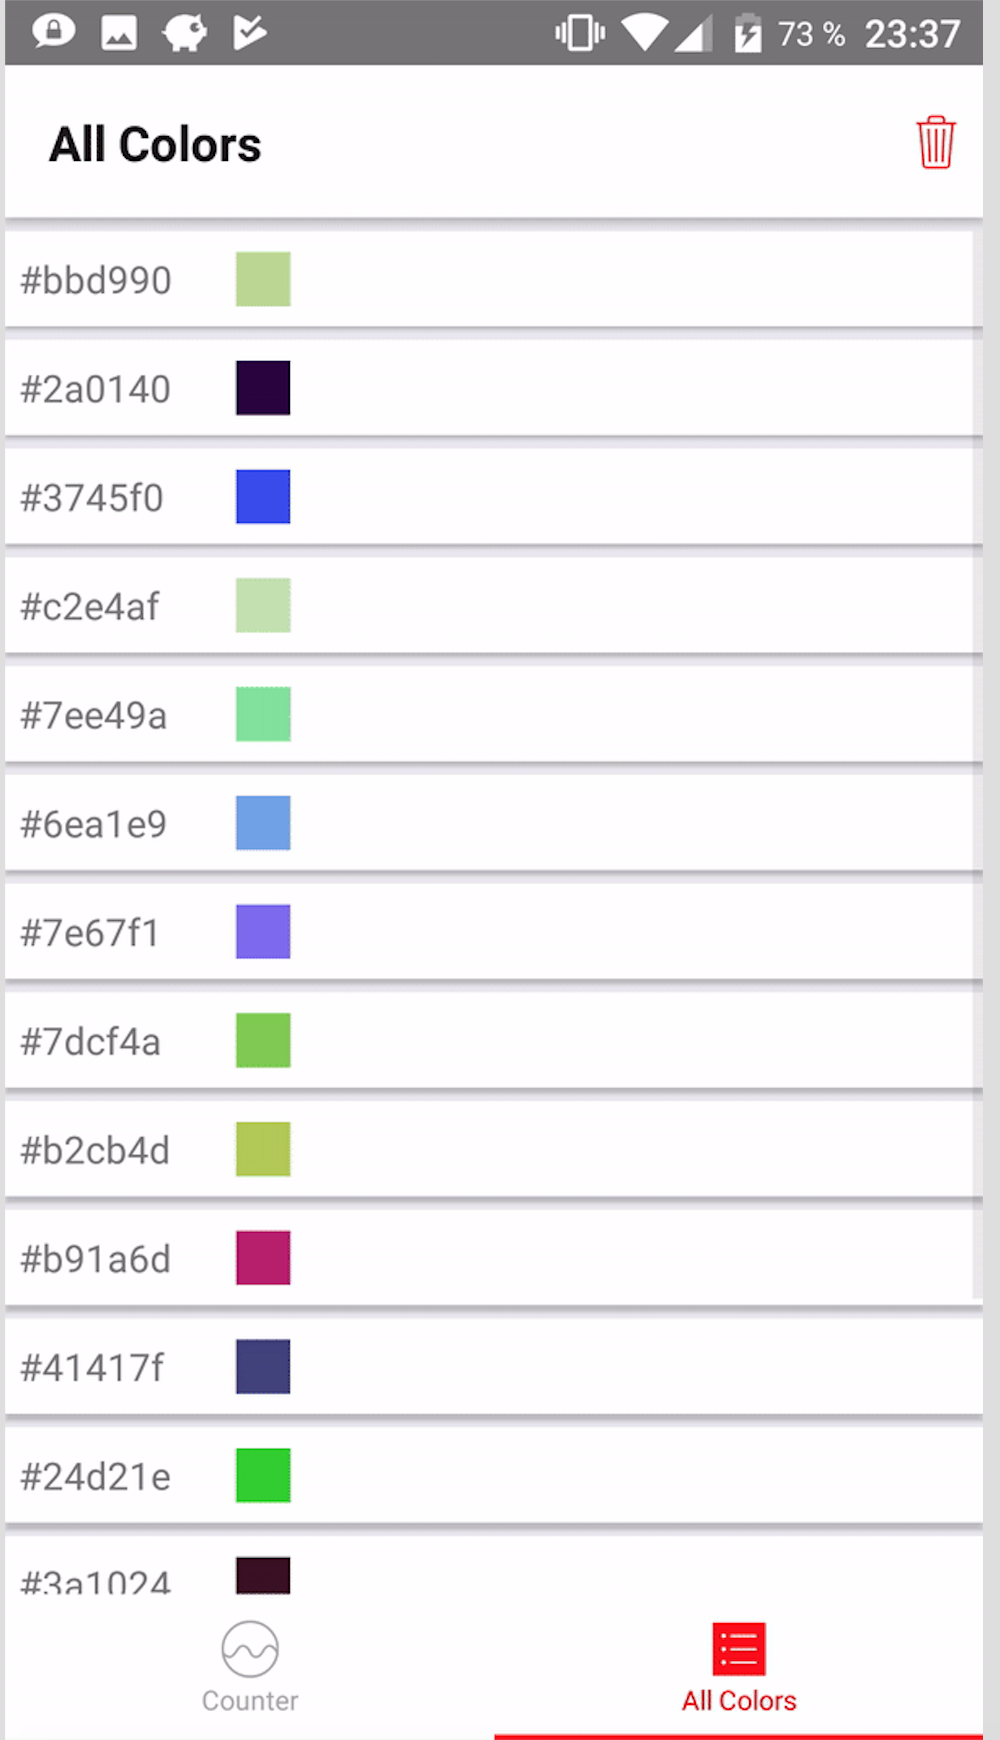 73 % 23:37
All Colors
#bbd990
#2a0140
#3745f0
#c2e4af
#7ee49a
#6ea1e9
#7e67f1
#7dcf4a
#b2cb4d
#b91a6d
#41417f
#24d21e
#3a1024
Counter
All Colors